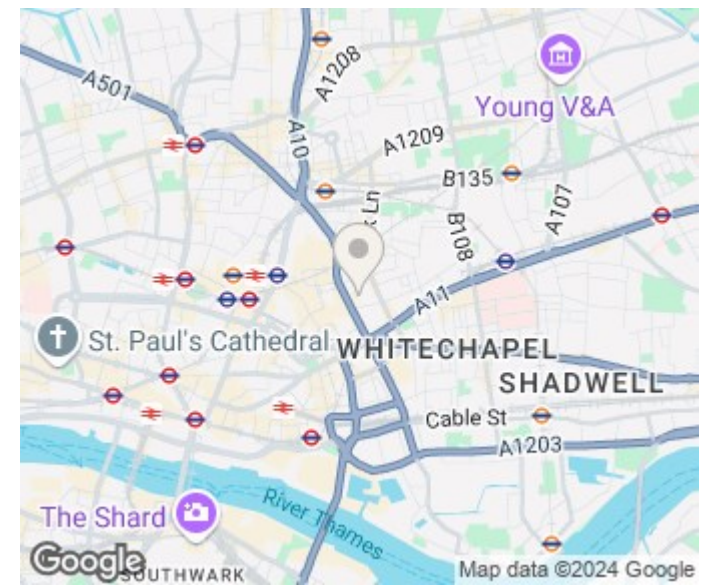 A501
A1208
A10
Young V&A
A1209
B135
k Ln
B108
A107
A11
St. Paul's Cathedral
WHITECHAPEL
SHADWELL
Cable St
A1203
River Thames
The Shard
Google
OUTHWARK
Map data ©2024 Google